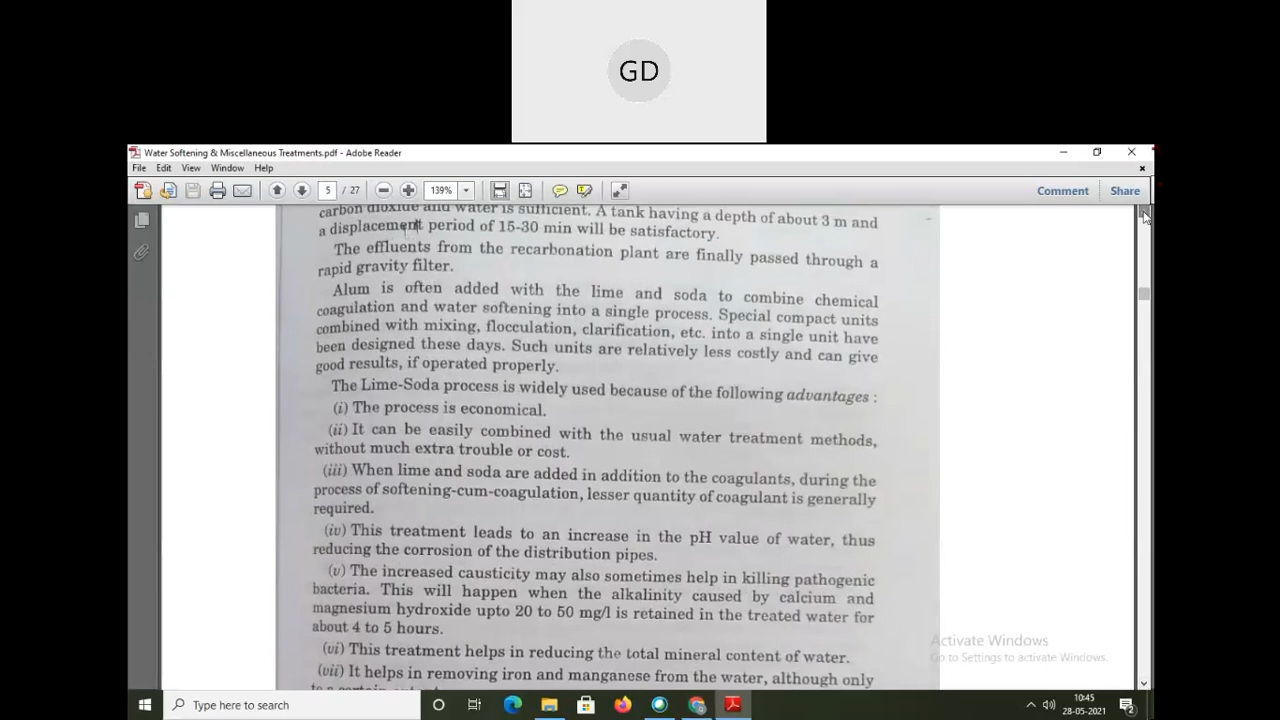 GD
Water Softening & Miscellaneous Treatments.pdf - Adobe Reader
File Edit View Window Help
5 / 27 139% Comment Share
carbon dioxide and water is sufficient. A tank having a depth of about 3 m and
a displacement period of 15-30 min will be satisfactory.
The effluents from the recarbonation plant are finally passed through a
rapid gravity filter.
Alum is often added with the lime and soda to combine chemical
coagulation and water softening into a single process. Special compact units
combined with mixing, flocculation, clarification, etc. into a single unit have
been designed these days. Such units are relatively less costly and can give
good results, if operated properly.
The Lime-Soda process is widely used because of the following advantages :
(i) The process is economical.
(ii) It can be easily combined with the usual water treatment methods,
without much extra trouble or cost.
(iii) When lime and soda are added in addition to the coagulants, during the
process of softening-cum-coagulation, lesser quantity of coagulant is generally
required.
(iv) This treatment leads to an increase in the pH value of water, thus
reducing the corrosion of the distribution pipes.
(v) The increased causticity may also sometimes help in killing pathogenic
bacteria. This will happen when the alkalinity caused by calcium and
magnesium hydroxide upto 20 to 50 mg/l is retained in the treated water for
about 4 to 5 hours.
(vi) This treatment helps in reducing the total mineral content of water.
(vii) It helps in removing iron and manganese from the water, although only
Activate Windows
Go to Settings to activate Windows.
Type here to search
10:45
28-05-2021
2